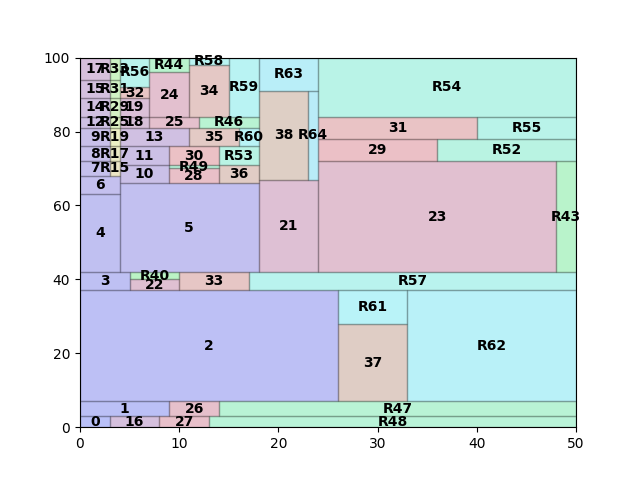 100
17 R33 R56 R44 R58 R59 R63 R54
15 R31 32 24 34
14 R29 19
12 R25 18 25 R46 31 R55
80
9 R19 13 35 R60 38 R64
8 R17 11 30 R53 29 R52
7 R15 10 R49 28 36
6
60
4 5 21 23 R43
40
3 R40 22 33 R57
2 R61 R62
20
37
1 26 R47
0 0 16 27 R48
0 10 20 30 40 50